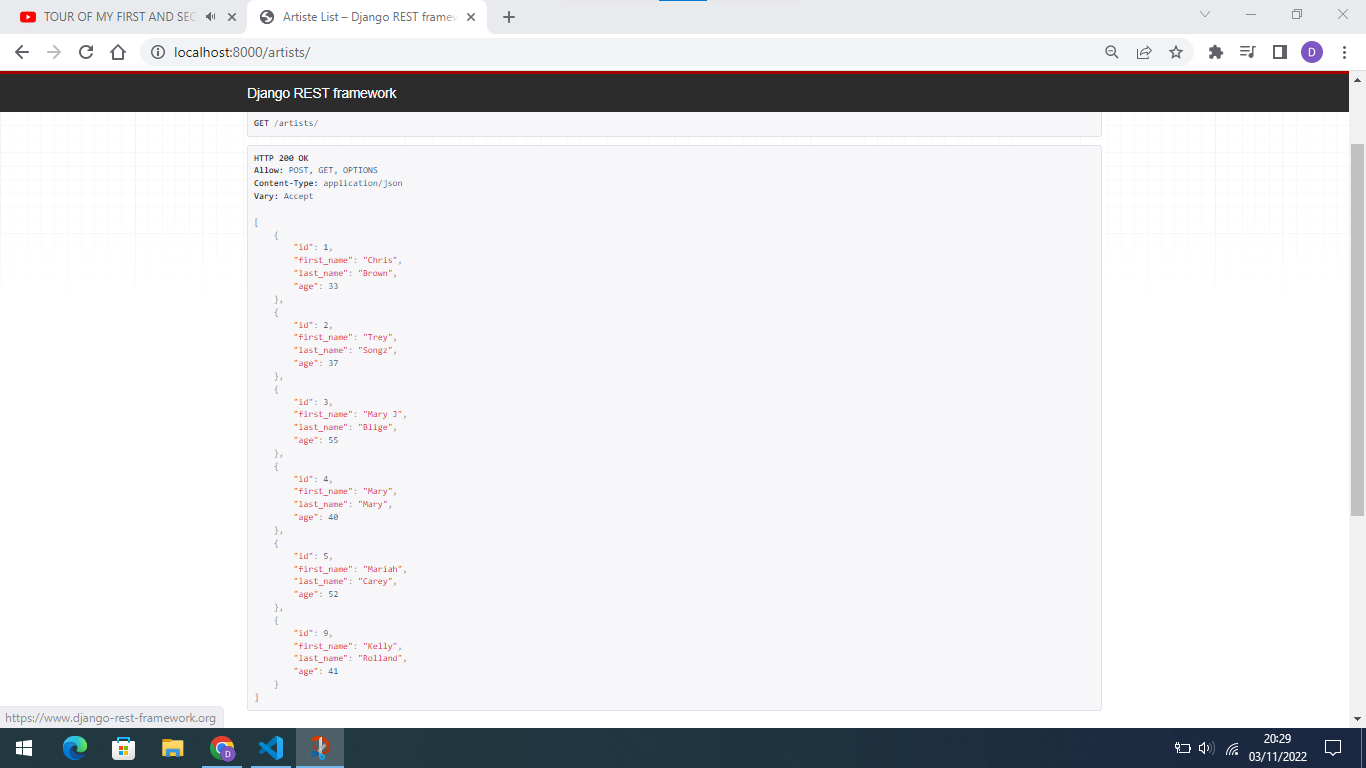 TOUR OF MY FIRST AND SEC
Artiste List – Django REST framew
localhost:8000/artists/
D
Django REST framework
GET /artists/
HTTP 200 OK
Allow: POST, GET, OPTIONS
Content-Type: application/json
Vary: Accept
[
{
"id": 1,
"first_name": "Chris",
"last_name": "Brown",
"age": 33
},
{
"id": 2,
"first_name": "Trey",
"last_name": "Songz",
"age": 37
},
{
"id": 3,
"first_name": "Mary J",
"last_name": "Blige",
"age": 55
},
{
"id": 4,
"first_name": "Mary",
"last_name": "Mary",
"age": 40
},
{
"id": 5,
"first_name": "Mariah",
"last_name": "Carey",
"age": 52
},
{
"id": 9,
"first_name": "Kelly",
"last_name": "Rolland",
"age": 41
}
]
https://www.django-rest-framework.org
D
20:29
03/11/2022